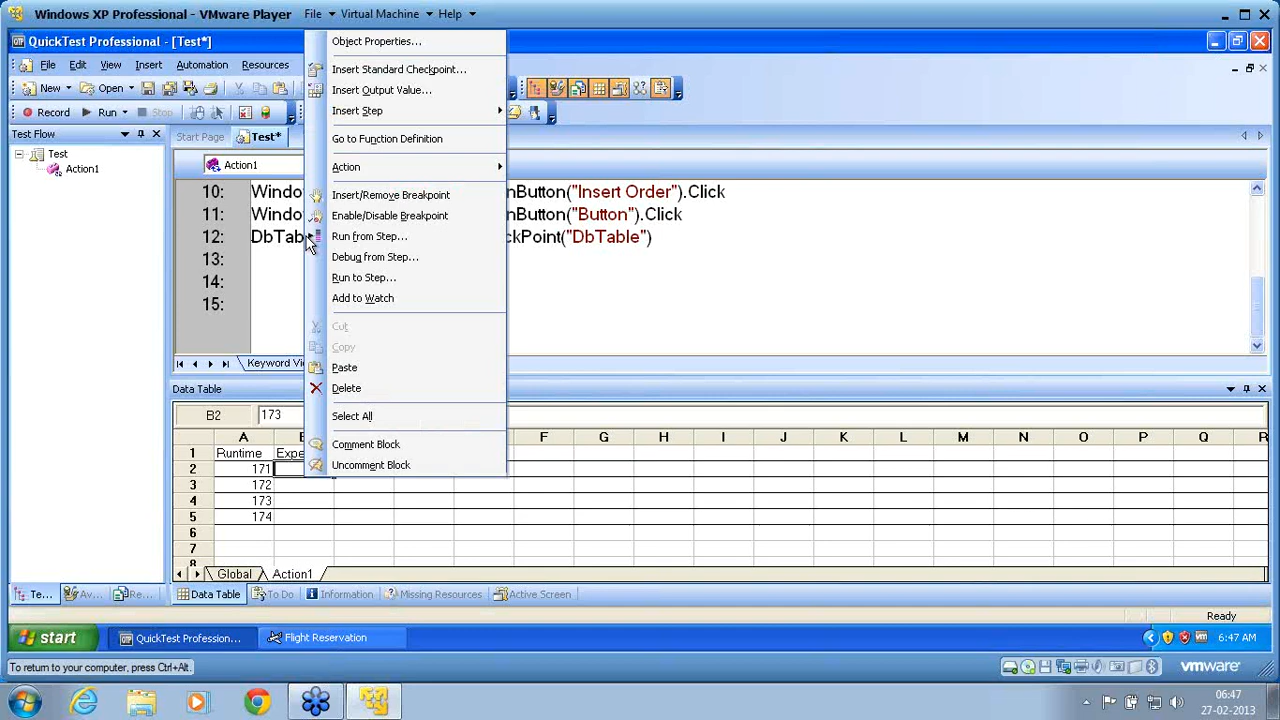 Windows XP Professional - VMware Player File Virtual Machine Help
QuickTest Professional - [Test*]
Object Properties...
File Edit View Insert Automation Resources
Insert Standard Checkpoint...
New Open
Insert Output Value...
Record Run Stop
Insert Step
Test Flow
Start Page Test*
Go to Function Definition
Test
Action1
Action1
Action
10: Windo nButton("Insert Order").Click
Insert/Remove Breakpoint
11: Windo nButton("Button").Click
Enable/Disable Breakpoint
12: DbTab ckPoint("DbTable")
Run from Step...
13:
Debug from Step...
14:
Run to Step...
15:
Add to Watch
Cut
Copy
Keyword Vi
Paste
Data Table
Delete
B2 173
Select All
A F G H I J K L M N O P Q R
1 Runtime Expe
Comment Block
2 171
Uncomment Block
3 172
4 173
5 174
6
7
8
Global Action1
Te... Av... Re... Data Table To Do Information Missing Resources Active Screen
Ready
start QuickTest Profession... Flight Reservation 6:47 AM
To return to your computer, press Ctrl+Alt. vmware
06:47
27-02-2013